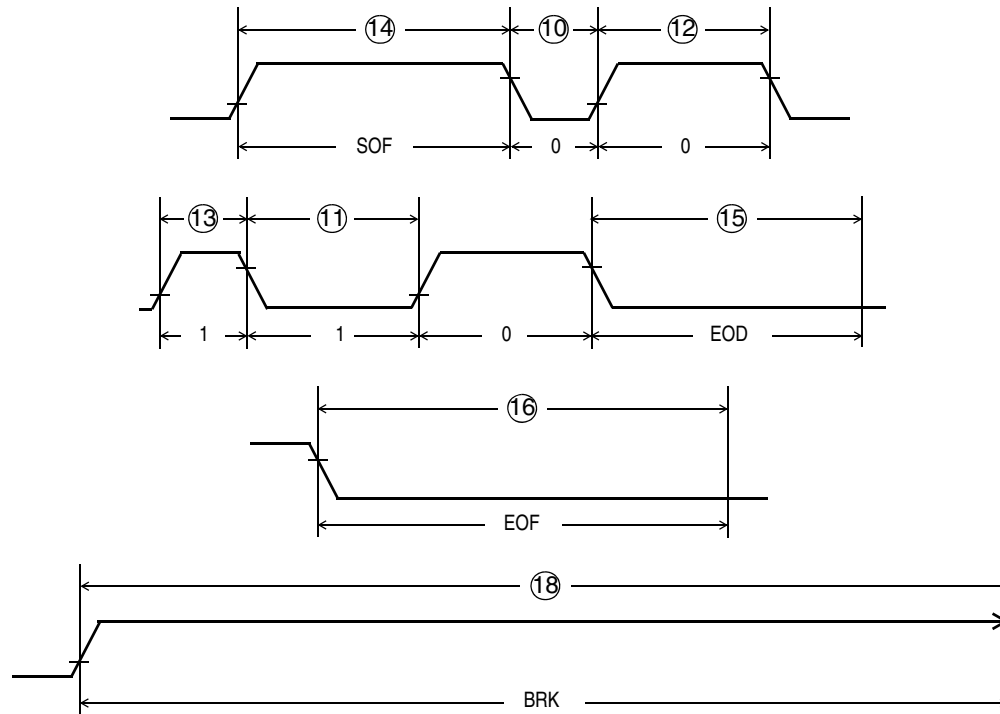 ⑭ ⑩ ⑫
SOF 0 0
⑬ ⑪ ⑮
1 1 0 EOD
⑯
EOF
⑱
BRK